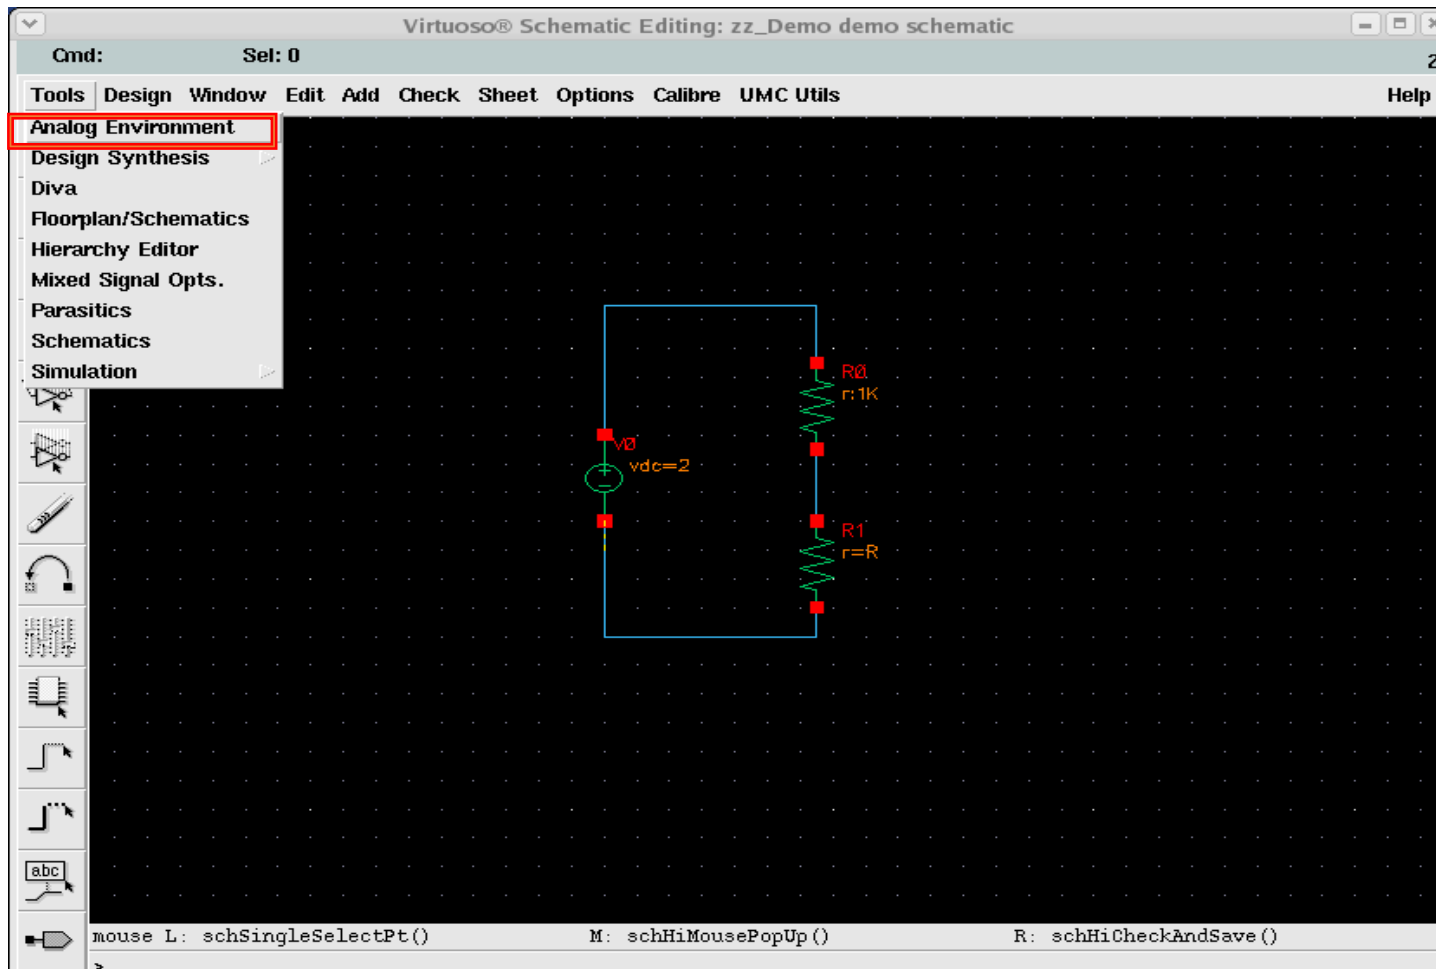 Virtuoso® Schematic Editing: zz_Demo demo schematic
Cmd: Sel: 0 2
Tools Design Window Edit Add Check Sheet Options Calibre UMC Utils Help
Analog Environment
Design Synthesis
Diva
Floorplan/Schematics
Hierarchy Editor
Mixed Signal Opts.
Parasitics
Schematics
Simulation
R0
r:1K
V0
vdc=2
R1
r=R
abc
mouse L: schSingleSelectPt() M: schHiMousePopUp() R: schHiCheckAndSave()
>